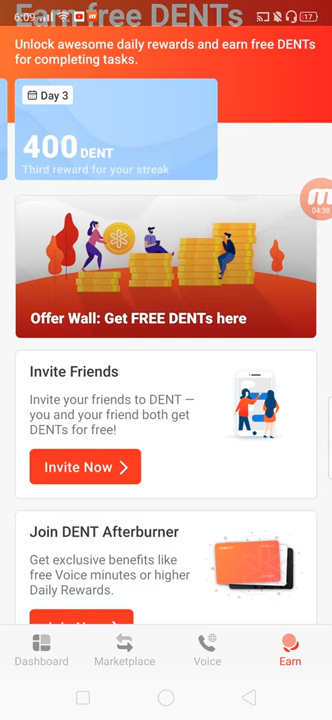 Earn free DENTs
6:09
17
Unlock awesome daily rewards and earn free DENTs
for completing tasks.
Day 3
400 DENT
Third reward for your streak
04:38
Offer Wall: Get FREE DENTs here
Invite Friends
Invite your friends to DENT —
you and your friend both get
DENTs for free!
Invite Now
Join DENT Afterburner
Get exclusive benefits like
free Voice minutes or higher
Daily Rewards.
Dashboard
Marketplace
Voice
Earn